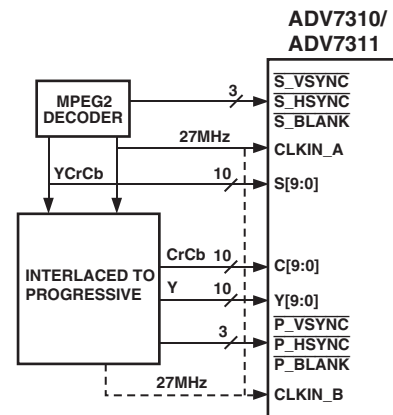 ADV7310/
ADV7311
MPEG2
DECODER
3
S_VSYNC
S_HSYNC
S_BLANK
27MHz
CLKIN_A
YCrCb
10
S[9:0]
INTERLACED TO
PROGRESSIVE
CrCb
10
C[9:0]
Y
10
Y[9:0]
3
P_VSYNC
P_HSYNC
P_BLANK
27MHz
CLKIN_B